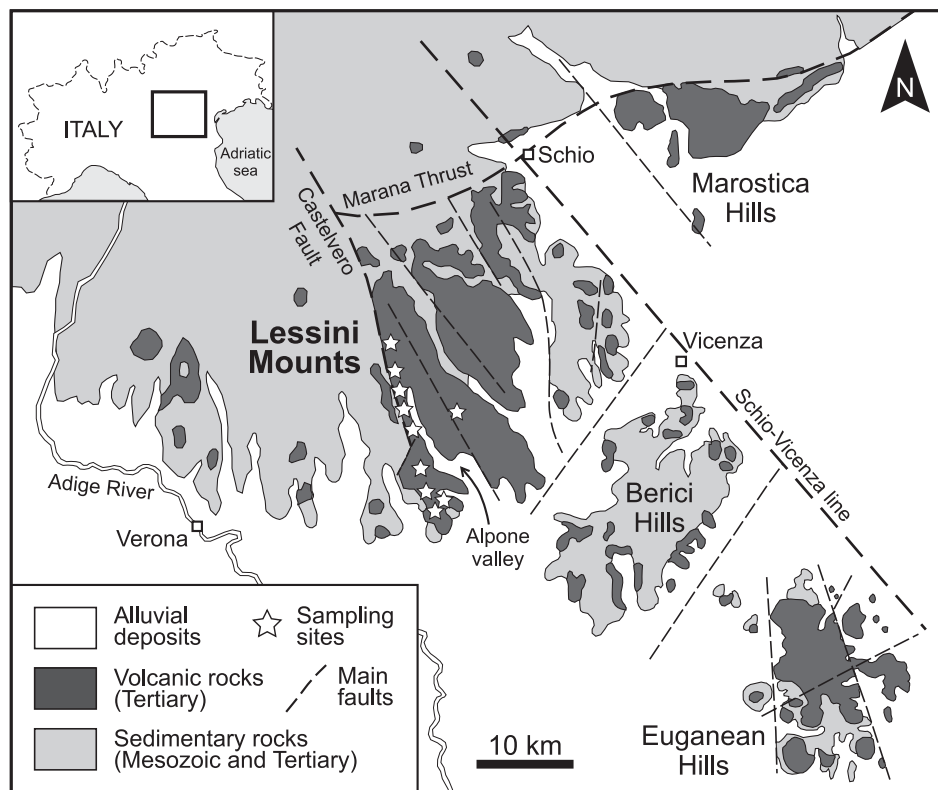 ITALY
Adriatic
sea
N
Schio
Marostica
Hills
Marana Thrust
Castelvero
Fault
Lessini
Mounts
Vicenza
Schio-Vicenza line
Adige River
Verona
Berici
Hills
Alpone
valley
Euganean
Hills
Alluvial
deposits
Sampling
sites
Volcanic rocks
(Tertiary)
Main
faults
Sedimentary rocks
(Mesozoic and Tertiary)
10 km